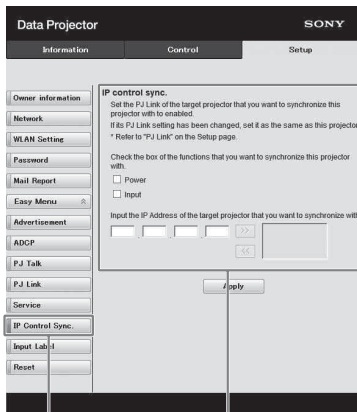 Data Projector
SONY
Information
Control
Setup
Owner information
Network
WLAN Setting
Password
Mail Report
Easy Menu
Advertisement
ADCP
PJ Talk
PJ Link
Service
IP Control Sync.
Input Label
Reset
IP control sync.
Set the PJ Link of the target projector that you want to synchronize this
projector with to enabled.
If its PJ Link setting has been changed, set it as the same as this projector
* Refer to "PJ Link" on the Setup page.
Check the box of the functions that you want to synchronize this projector
with.
Power
Input
Input the IP Address of the target projector that you want to synchronize with
>>
<<
Apply